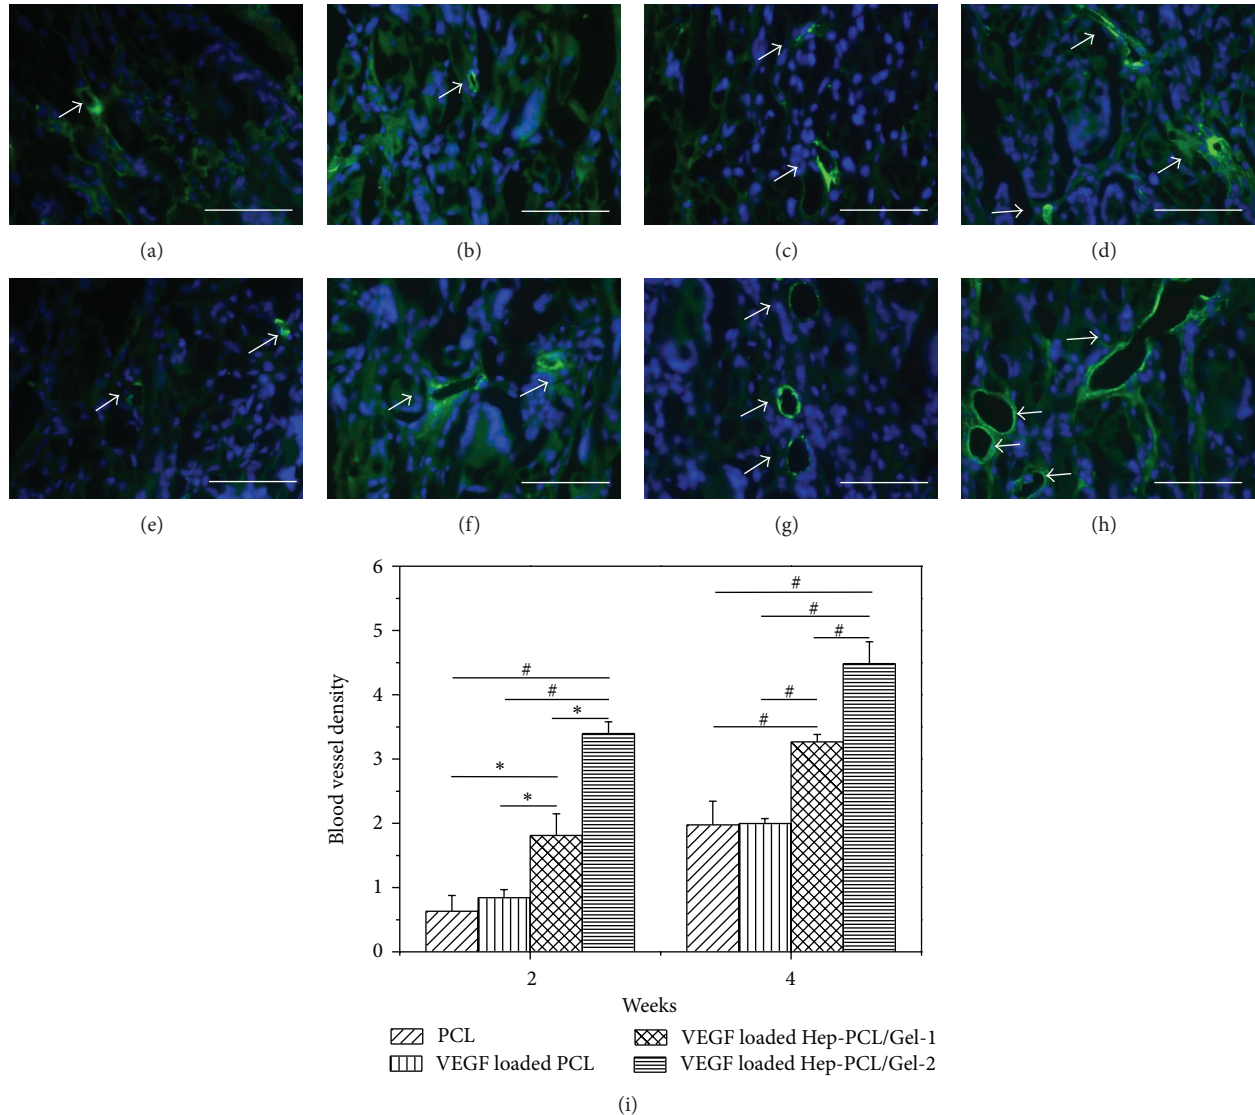 (a)
(b)
(c)
(d)
(e)
(f)
(g)
(h)
6
5
4
3
2
1
0
Blood vessel density
#
#
*
*
*
#
#
#
#
#
2
4
Weeks
PCL
VEGF loaded PCL
VEGF loaded Hep-PCL/Gel-1
VEGF loaded Hep-PCL/Gel-2
(i)